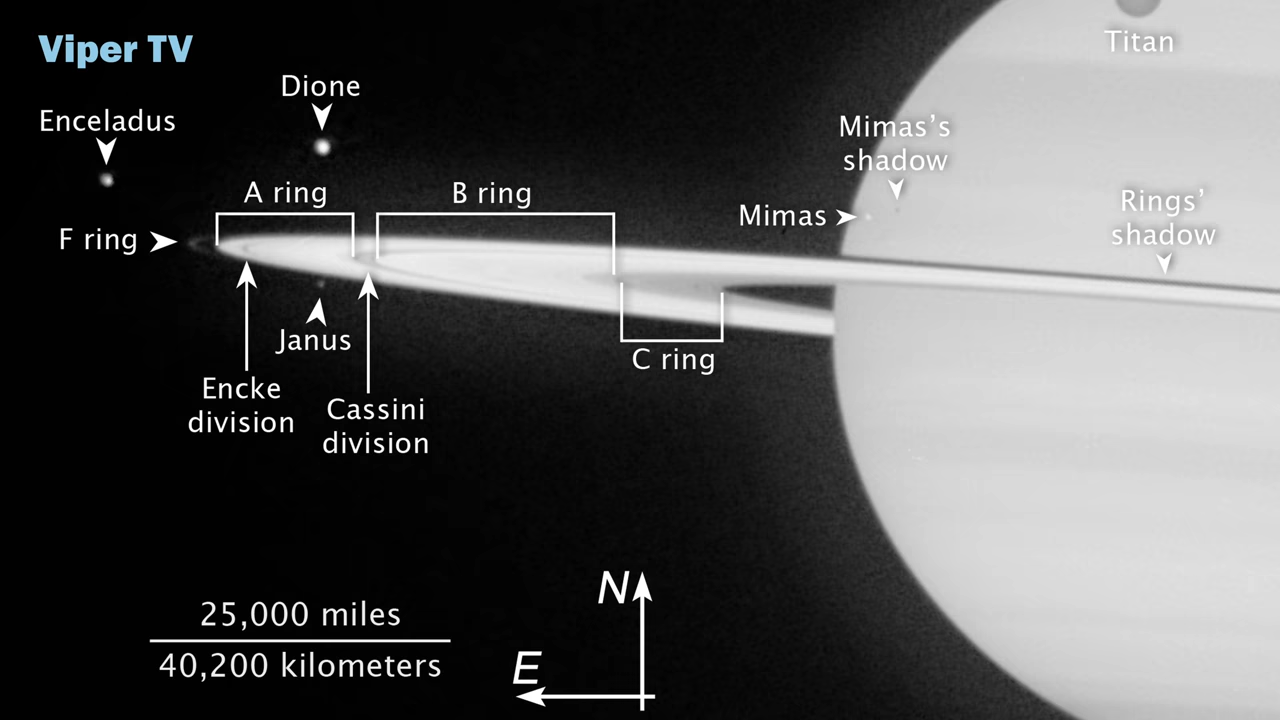 Viper TV
Titan
Dione
Enceladus
Mimas's
shadow
A ring
B ring
Rings'
shadow
Mimas
F ring
Janus
C ring
Encke
division
Cassini
division
N
25,000 miles
40,200 kilometers
E